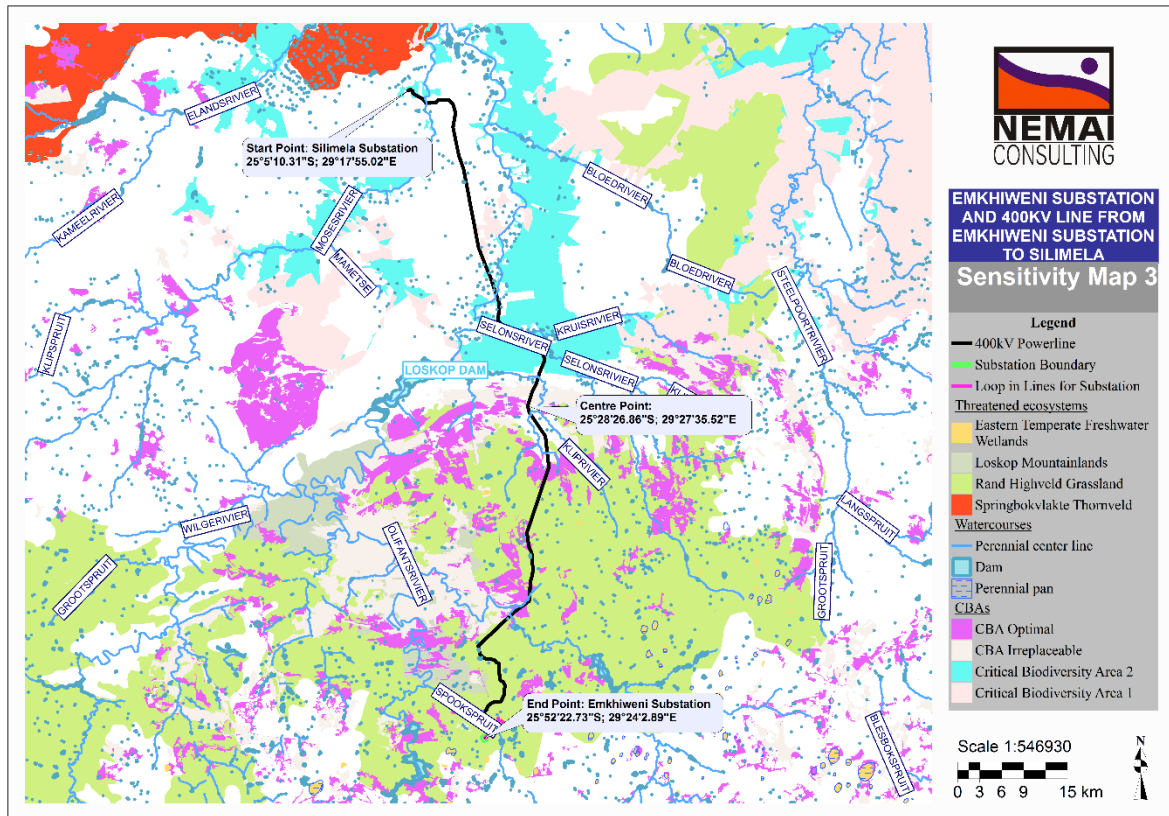 ELANDSRIVIER
Start Point: Silimela Substation
25°5'10.31"S; 29°17'55.02"E
KAMEELRIVIER
MOSESRIVIER
MAMETSE
BLOEDRIVIER
BLOEDRIVIER
STEELPOORTRIVIER
KLIPSPRUIT
SELONSRIVER
KRUISRIVIER
SELONSRIVIER
LOSKOP DAM
Centre Point:
25°28'26.86"S; 29°27'35.52"E
KLIPRIVIER
WILGERIVIER
OLIFANTSRIVIER
LANGSPRUIT
GROOTSPRUIT
GROOTSPRUIT
SPOOKSPRUIT
End Point: Emkhiweni Substation
25°52'22.73"S; 29°24'2.89"E
BLESBOKSPRUIT
NEMAI
CONSULTING
EMKHIWENI SUBSTATION
AND 400KV LINE FROM
EMKHIWENI SUBSTATION
TO SILIMELA
Sensitivity Map 3
Legend
400kV Powerline
Substation Boundary
Loop in Lines for Substation
Threatened ecosystems
Eastern Temperate Freshwater
Wetlands
Loskop Mountainlands
Rand Highveld Grassland
Springbokvlakte Thornveld
Watercourses
Perennial center line
Dam
Perennial pan
CBAs
CBA Optimal
CBA Irreplaceable
Critical Biodiversity Area 2
Critical Biodiversity Area 1
Scale 1:546930
0 3 6 9 15 km
N